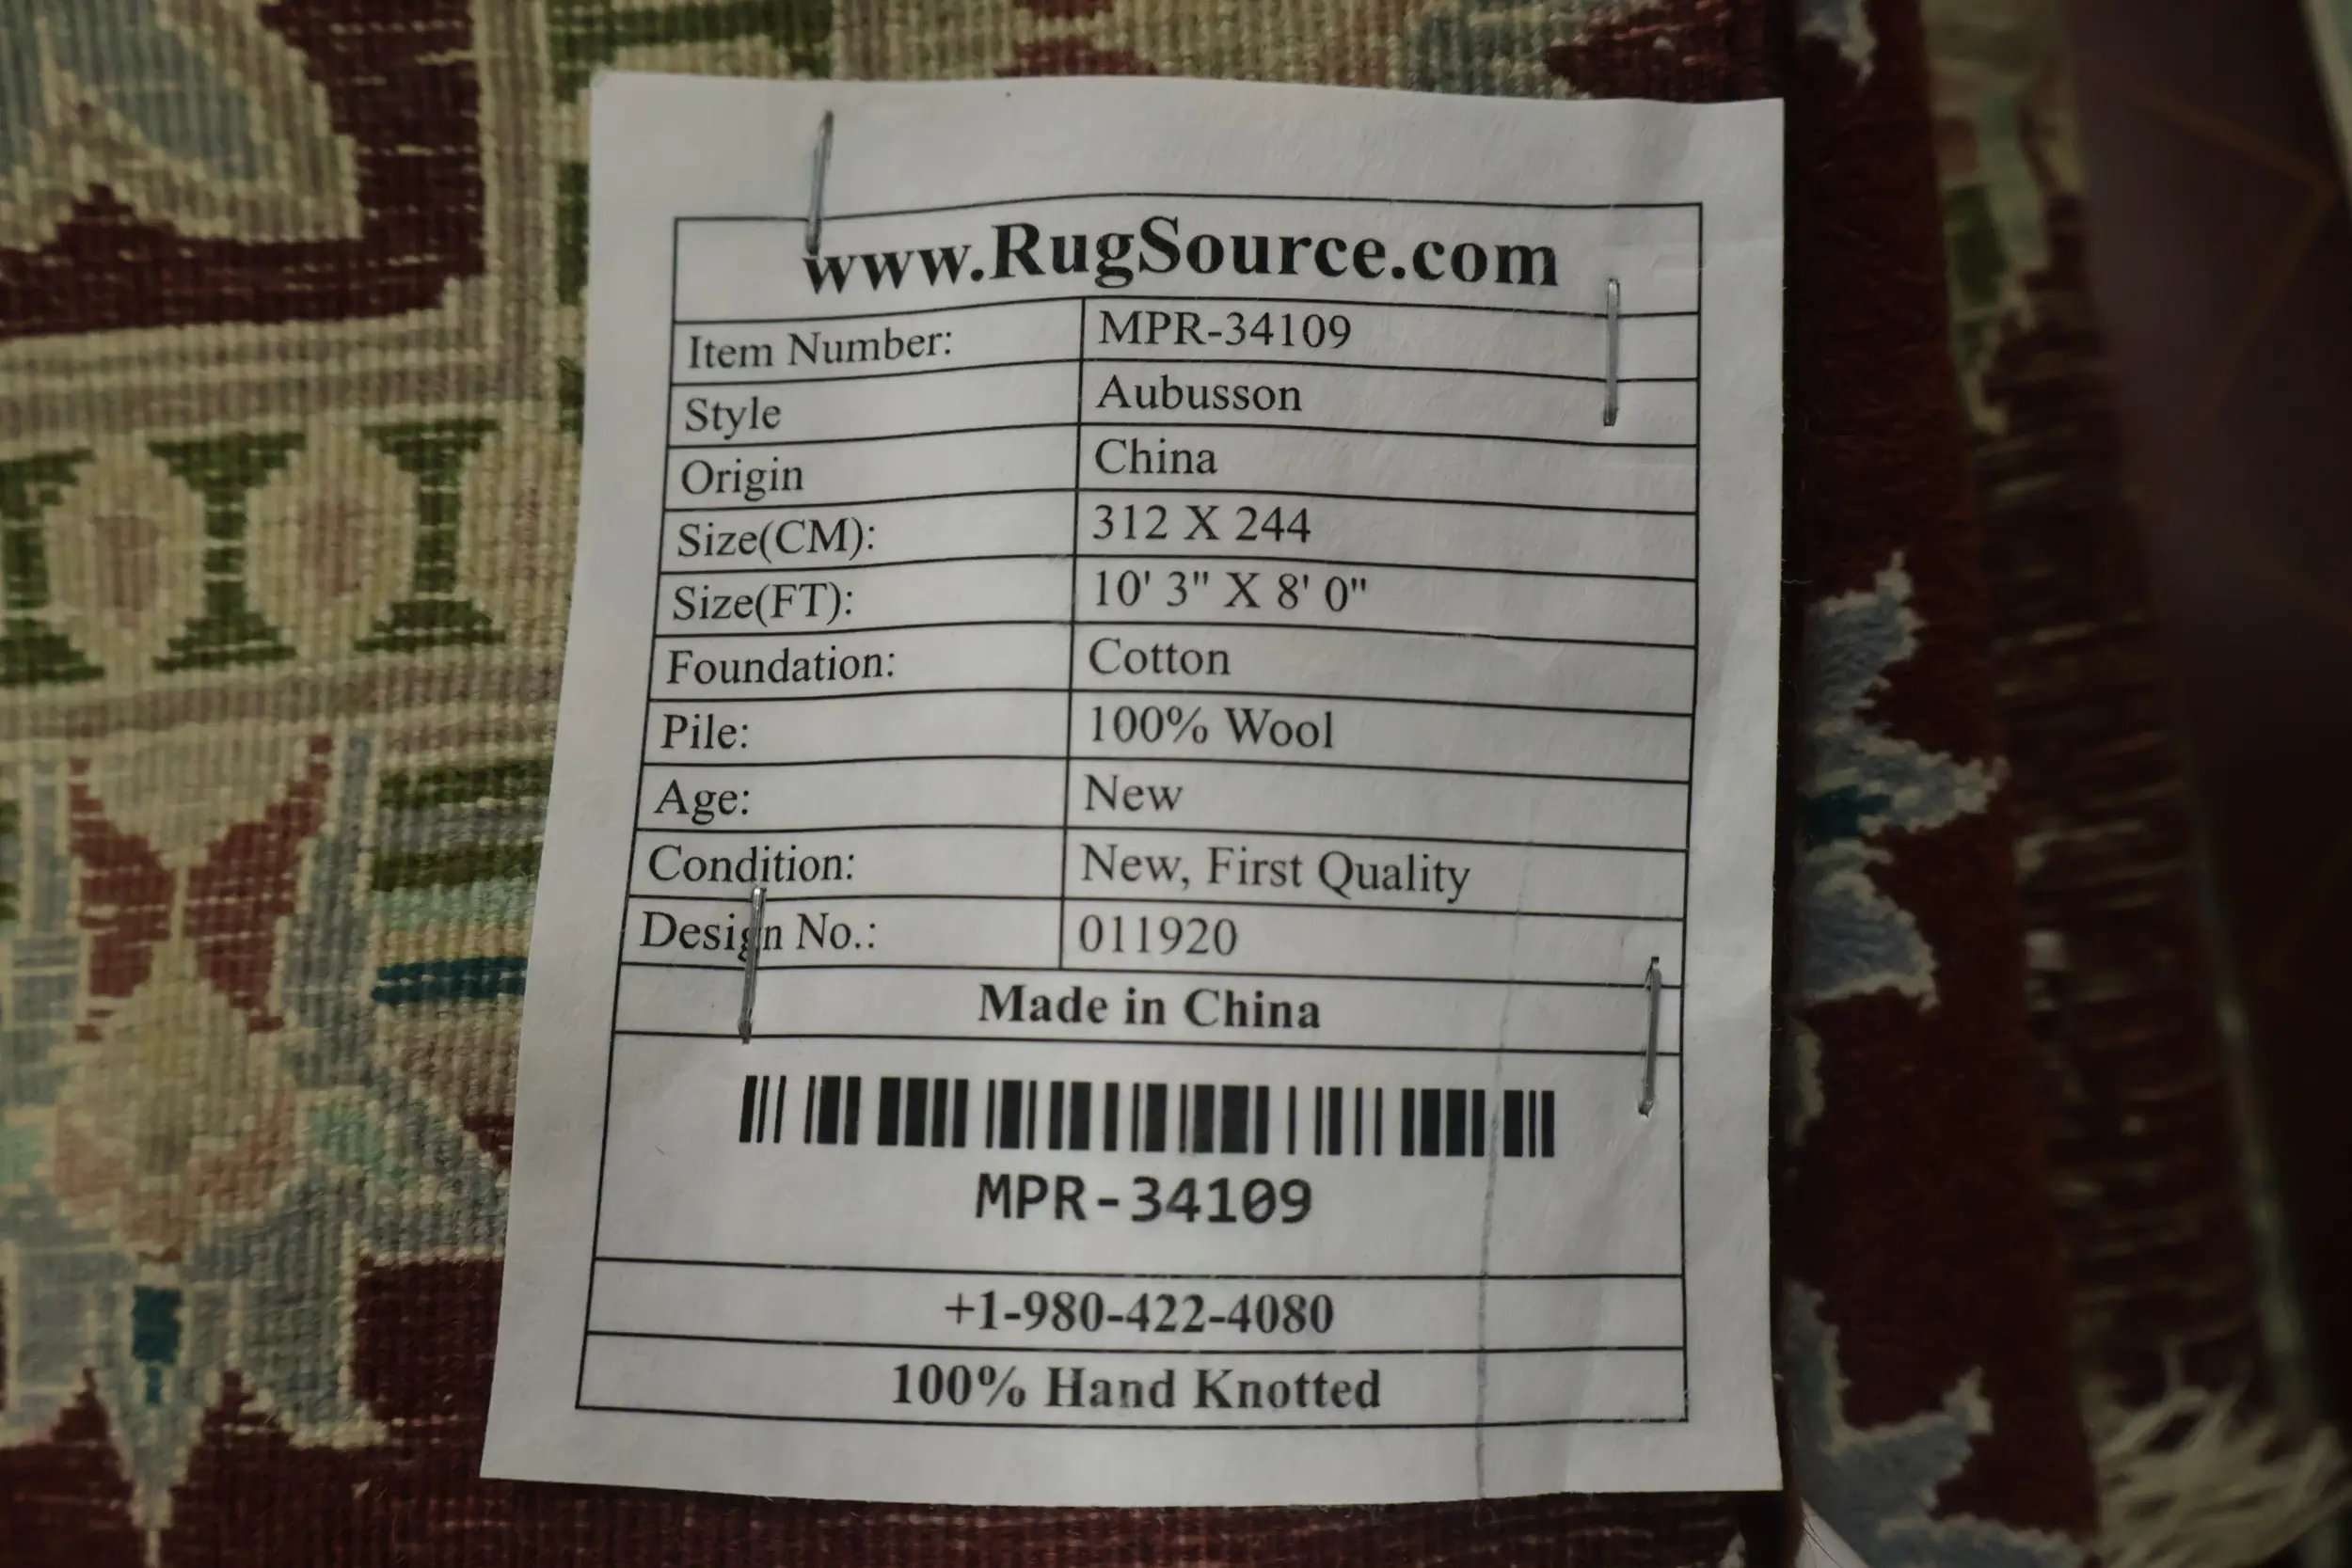 www.RugSource.com
Item Number: MPR-34109
Style Aubusson
Origin China
Size(CM): 312 X 244
Size(FT): 10' 3" X 8' 0"
Foundation: Cotton
Pile: 100% Wool
Age: New
Condition: New, First Quality
Design No.: 011920
Made in China
MPR-34109
+1-980-422-4080
100% Hand Knotted